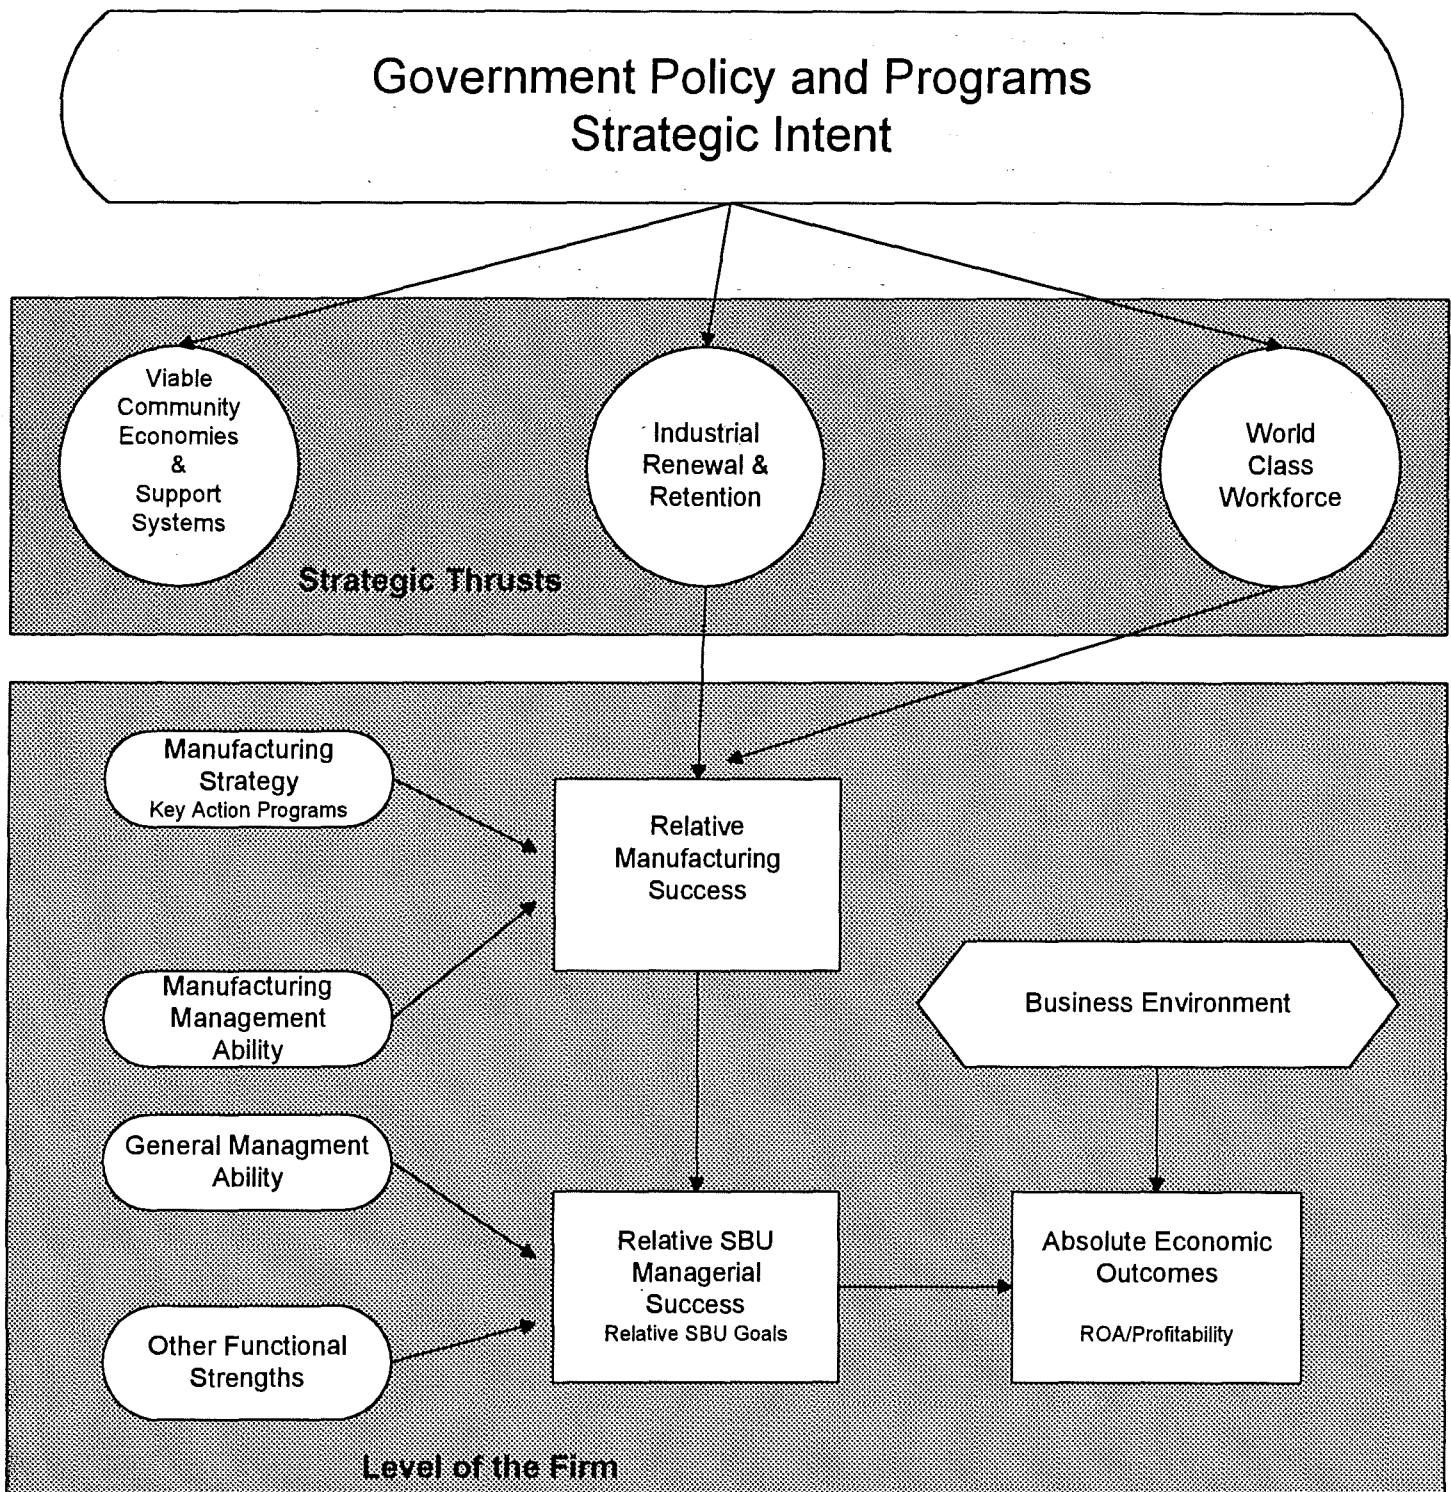 Government Policy and Programs
Strategic Intent
Viable
Community
Economies
&
Support
Systems
Industrial
Renewal &
Retention
World
Class
Workforce
Strategic Thrusts
Manufacturing
Strategy
Key Action Programs
Relative
Manufacturing
Success
Manufacturing
Management
Ability
Business Environment
General Managment
Ability
Relative SBU
Managerial
Success
Relative SBU Goals
Absolute Economic
Outcomes
ROA/Profitability
Other Functional
Strengths
Level of the Firm